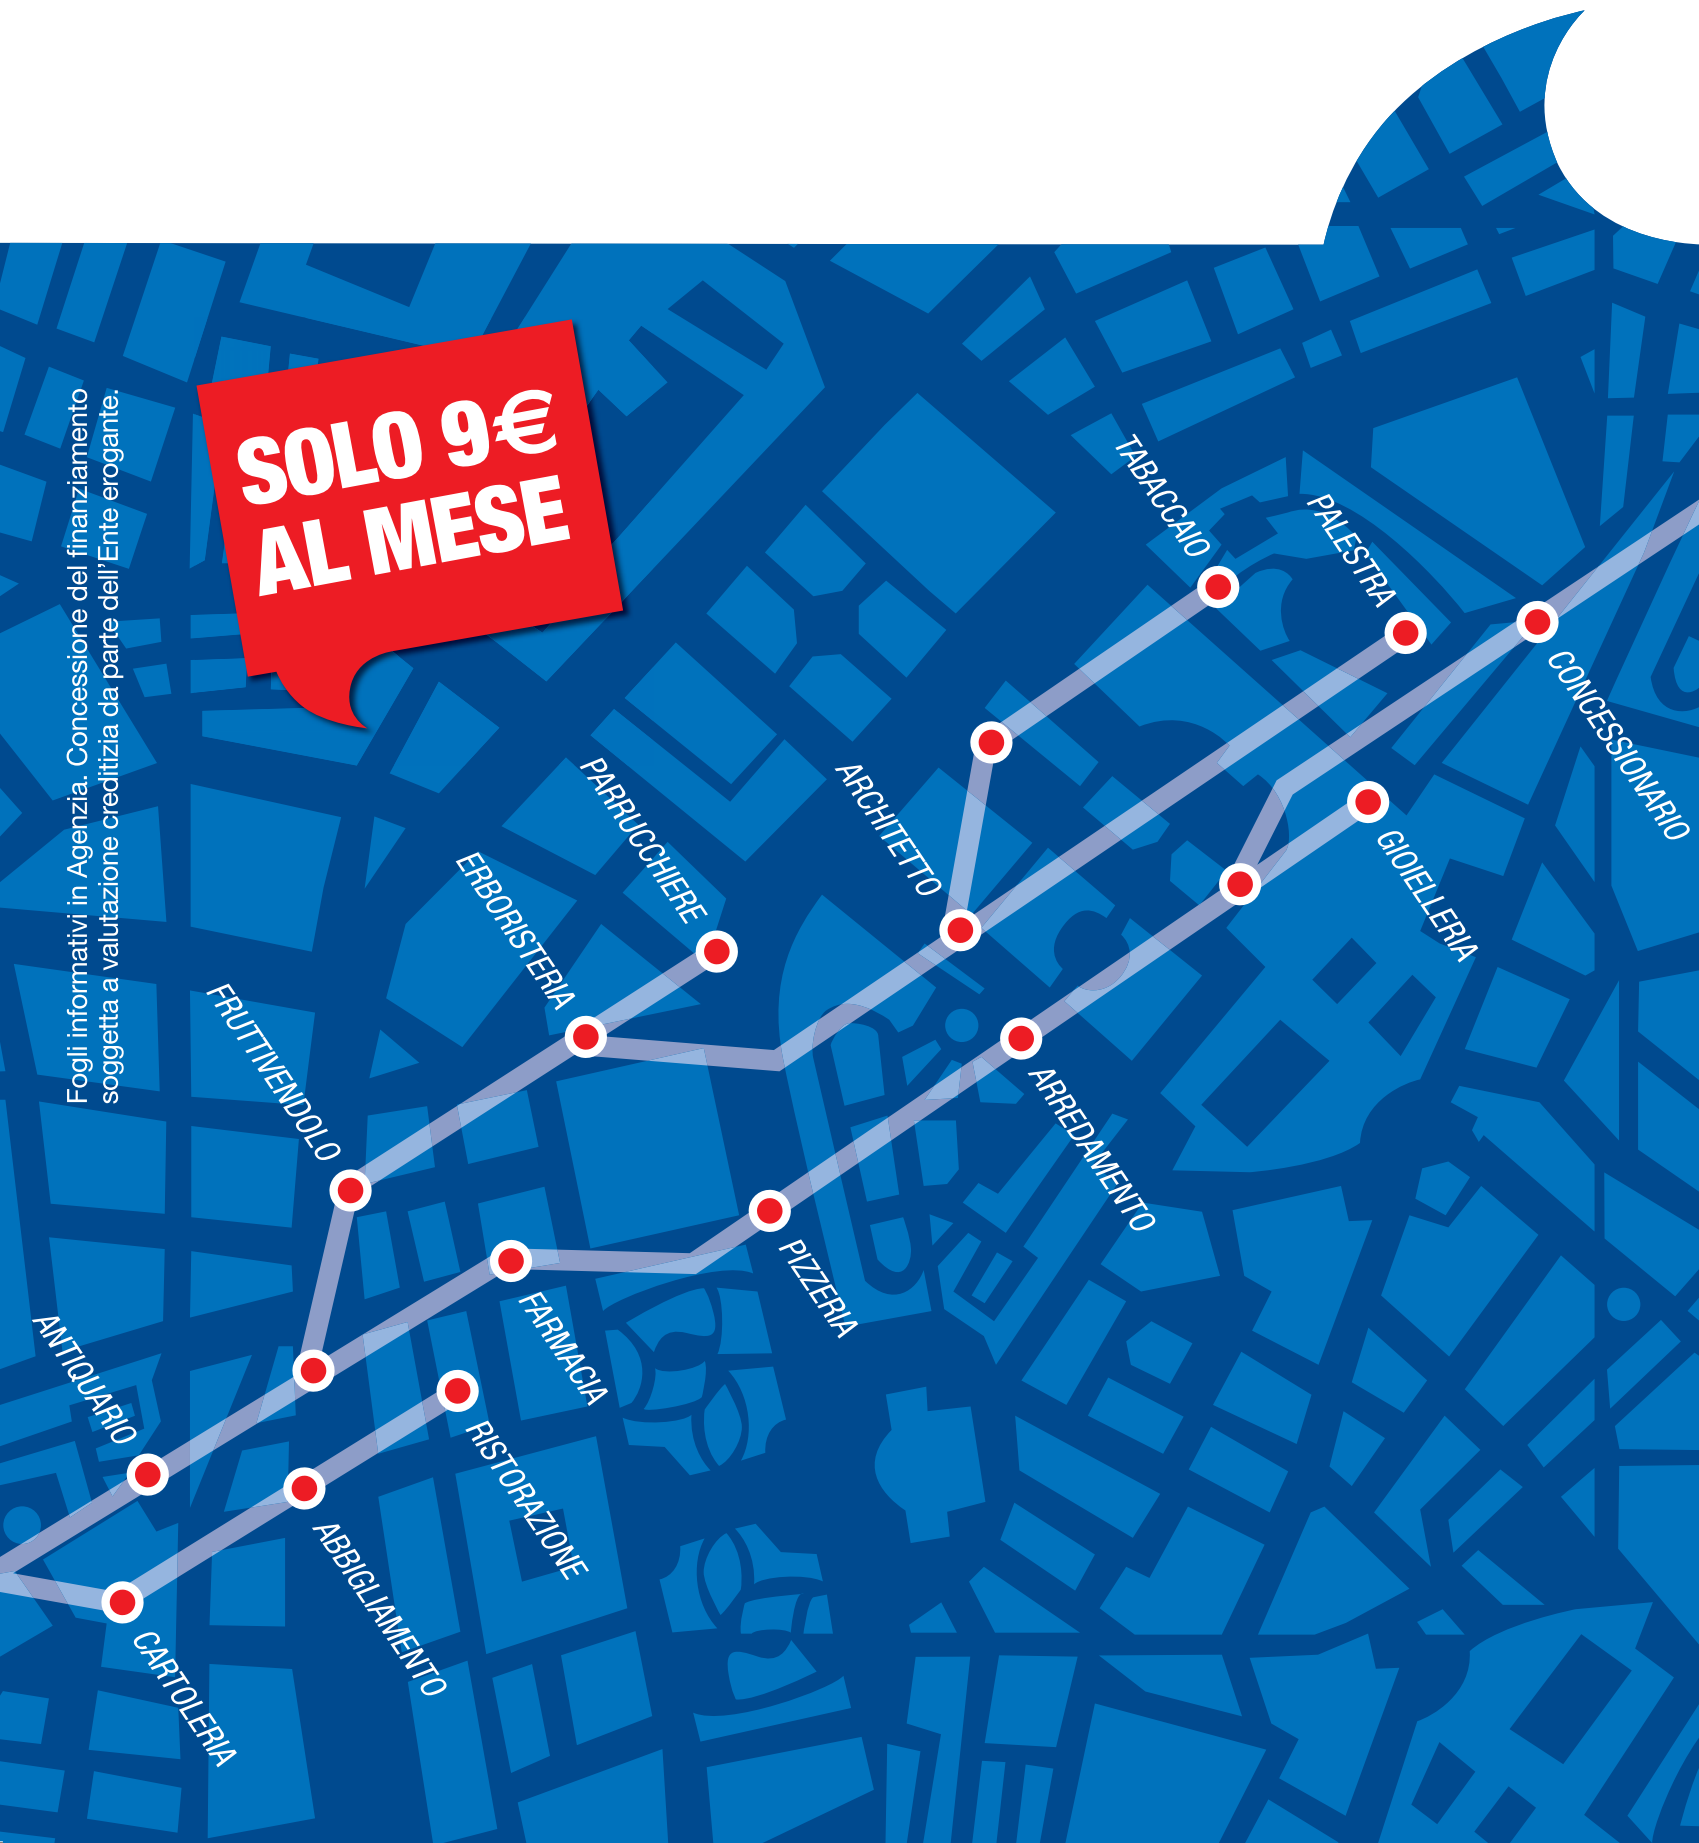 SOLO 9€
AL MESE
Fogli informativi in Agenzia. Concessione del finanziamento
soggetta a valutazione creditizia da parte dell'Ente erogante.
TABACCAIO
PALESTRA
CONCESSIONARIO
ARCHITETTO
GIOIELLERIA
PARRUCCHIERE
ERBORISTERIA
FRUTTIVENDOLO
ARREDAMENTO
PIZZERIA
FARMACIA
ANTIQUARIO
RISTORAZIONE
ABBIGLIAMENTO
CARTOLERIA